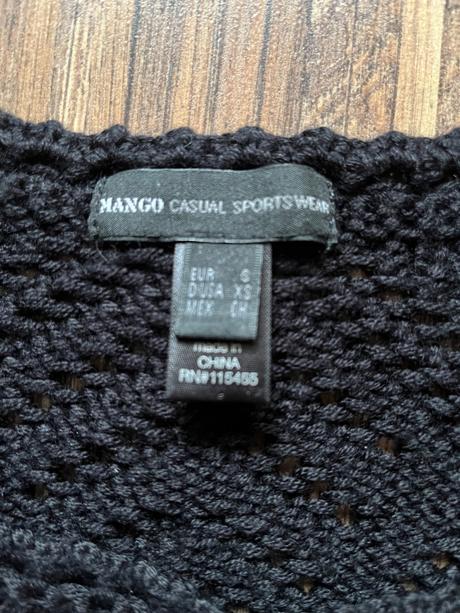 MANGO CASUAL SPORTSWEAR
EUR S
USA XS
MEX CH
made in
CHINA
RN#115455